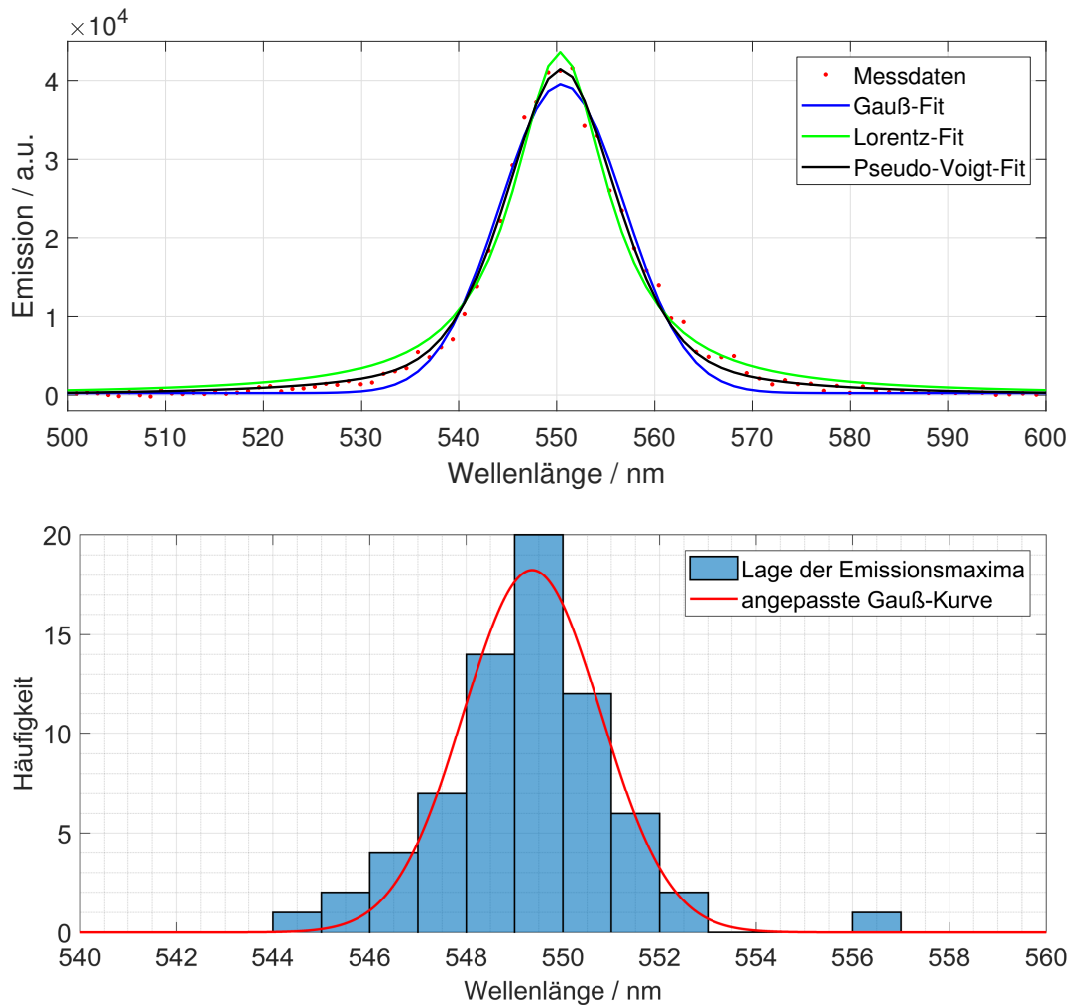 ×10⁴
Emission / a.u.
4
3
2
1
0
500 510 520 530 540 550 560 570 580 590 600
Wellenlänge / nm
Messdaten
Gauß-Fit
Lorentz-Fit
Pseudo-Voigt-Fit
Häufigkeit
20
15
10
5
0
540 542 544 546 548 550 552 554 556 558 560
Wellenlänge / nm
Lage der Emissionsmaxima
angepasste Gauß-Kurve